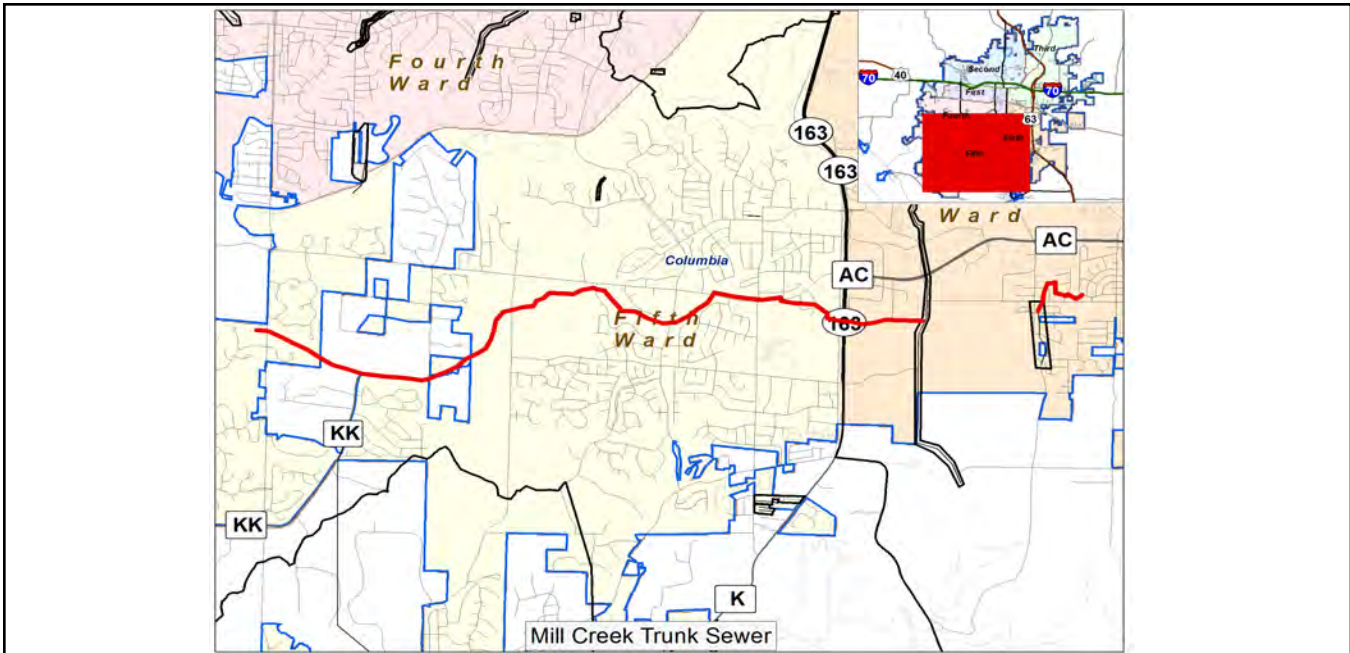 Fourth
Ward
163
163
Columbia
AC
Ward
AC
Fifth
Ward
163
KK
KK
K
Mill Creek Trunk Sewer
70
40
Second
Third
First
70
Fourth
63
Sixth
Fifth